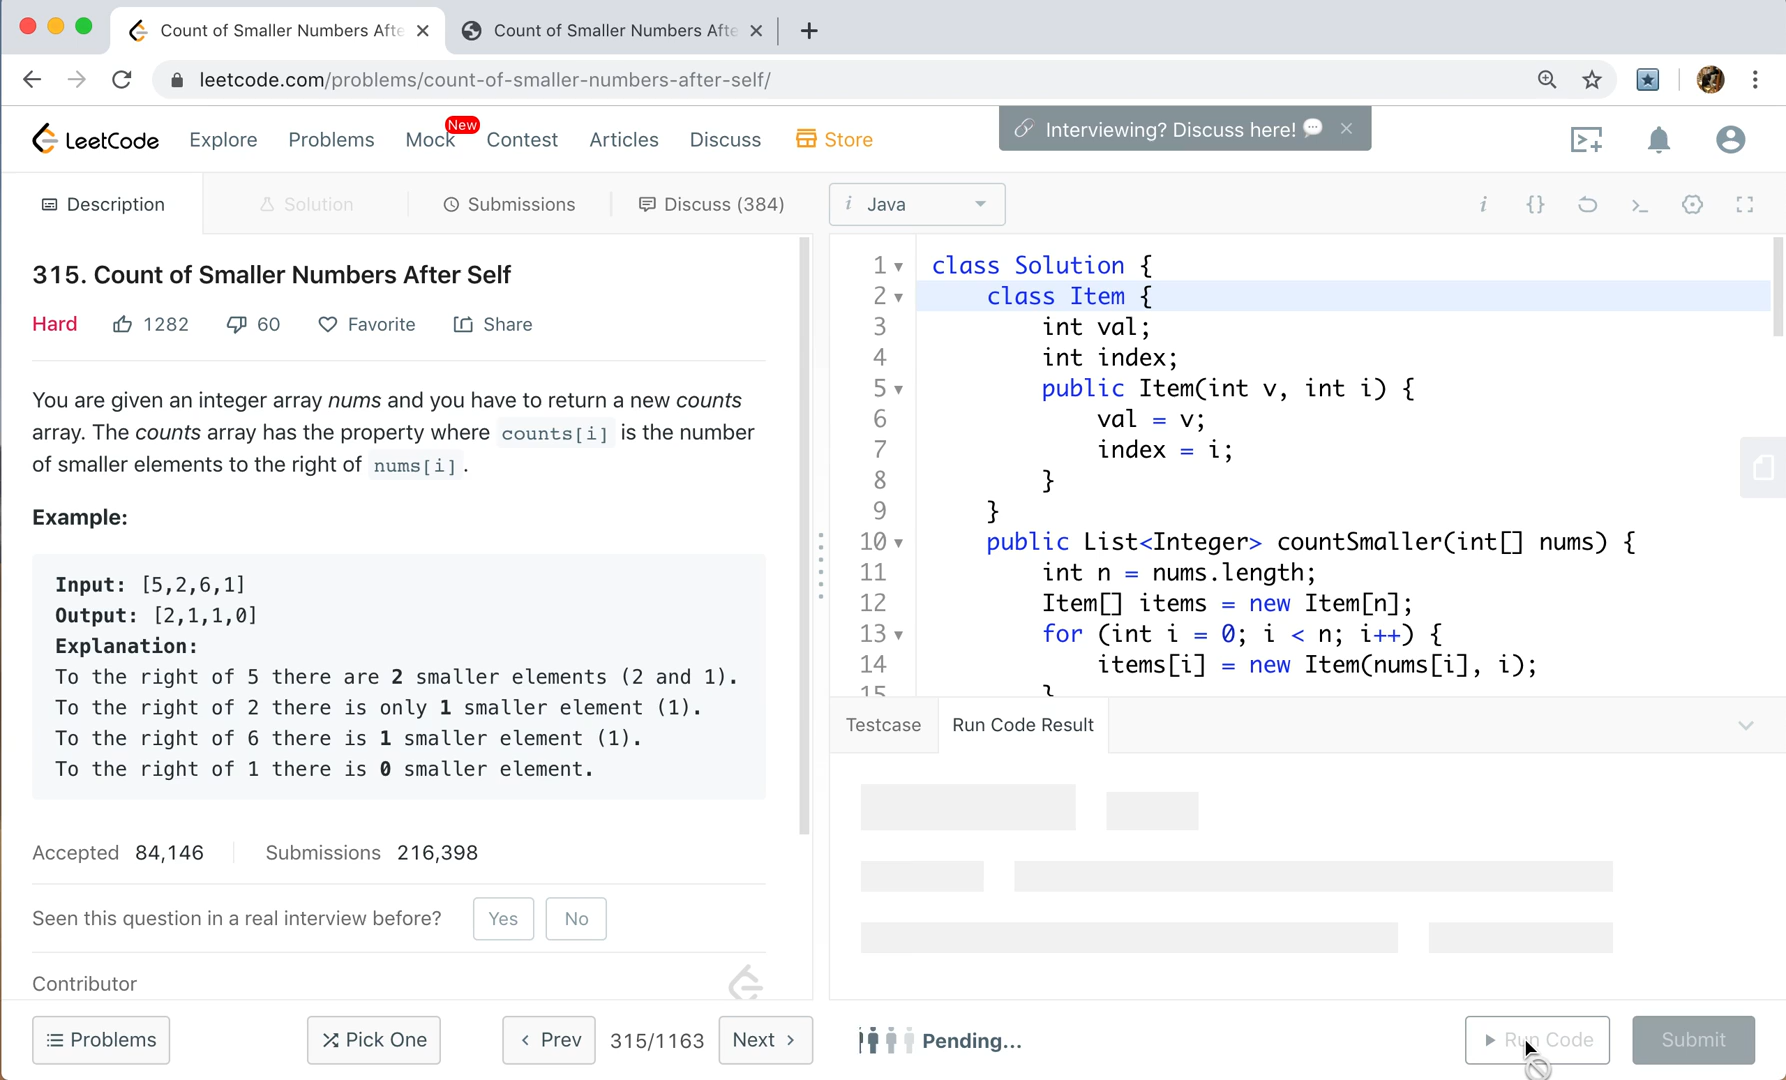 Count of Smaller Numbers Afte
Count of Smaller Numbers Afte
leetcode.com/problems/count-of-smaller-numbers-after-self/
LeetCode
Explore
Problems
Mock
New
Contest
Articles
Discuss
Store
Interviewing? Discuss here!
Description
Solution
Submissions
Discuss (384)
i Java
315. Count of Smaller Numbers After Self
Hard
1282
60
Favorite
Share
You are given an integer array nums and you have to return a new counts
array. The counts array has the property where counts[i] is the number
of smaller elements to the right of nums[i].
Example:
Input: [5,2,6,1]
Output: [2,1,1,0]
Explanation:
To the right of 5 there are 2 smaller elements (2 and 1).
To the right of 2 there is only 1 smaller element (1).
To the right of 6 there is 1 smaller element (1).
To the right of 1 there is 0 smaller element.
Accepted 84,146
Submissions 216,398
Seen this question in a real interview before?
Yes
No
Contributor
Problems
Pick One
Prev
315/1163
Next
1 class Solution {
2 class Item {
3 int val;
4 int index;
5 public Item(int v, int i) {
6 val = v;
7 index = i;
8 }
9 }
10 public List<Integer> countSmaller(int[] nums) {
11 int n = nums.length;
12 Item[] items = new Item[n];
13 for (int i = 0; i < n; i++) {
14 items[i] = new Item(nums[i], i);
15 }
Testcase
Run Code Result
Pending...
Run Code
Submit